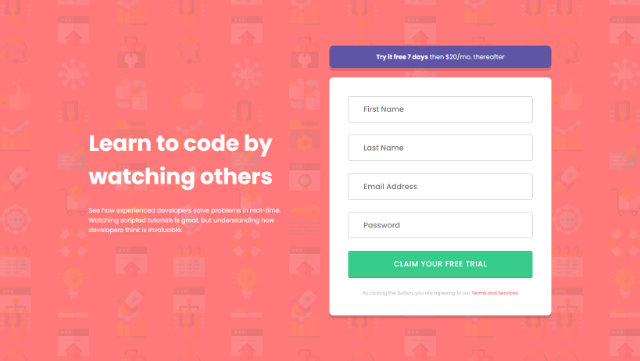 Learn to code by
watching others
See how experienced developers solve problems in real-time.
Watching scripted tutorials is great, but understanding how
developers think is invaluable.
Try it free 7 days then $20/mo. thereafter
First Name
Last Name
Email Address
Password
CLAIM YOUR FREE TRIAL
By clicking the button, you are agreeing to our Terms and Services